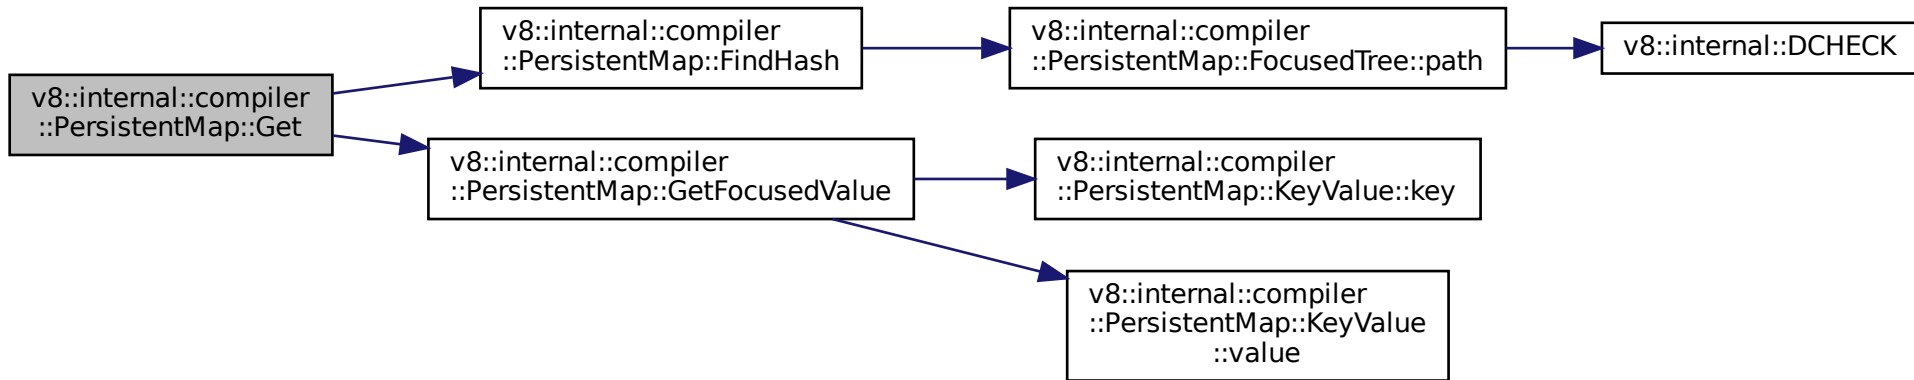 v8::internal::compiler
::PersistentMap::Get
v8::internal::compiler
::PersistentMap::FindHash
v8::internal::compiler
::PersistentMap::FocusedTree::path
v8::internal::DCHECK
v8::internal::compiler
::PersistentMap::GetFocusedValue
v8::internal::compiler
::PersistentMap::KeyValue::key
v8::internal::compiler
::PersistentMap::KeyValue
::value